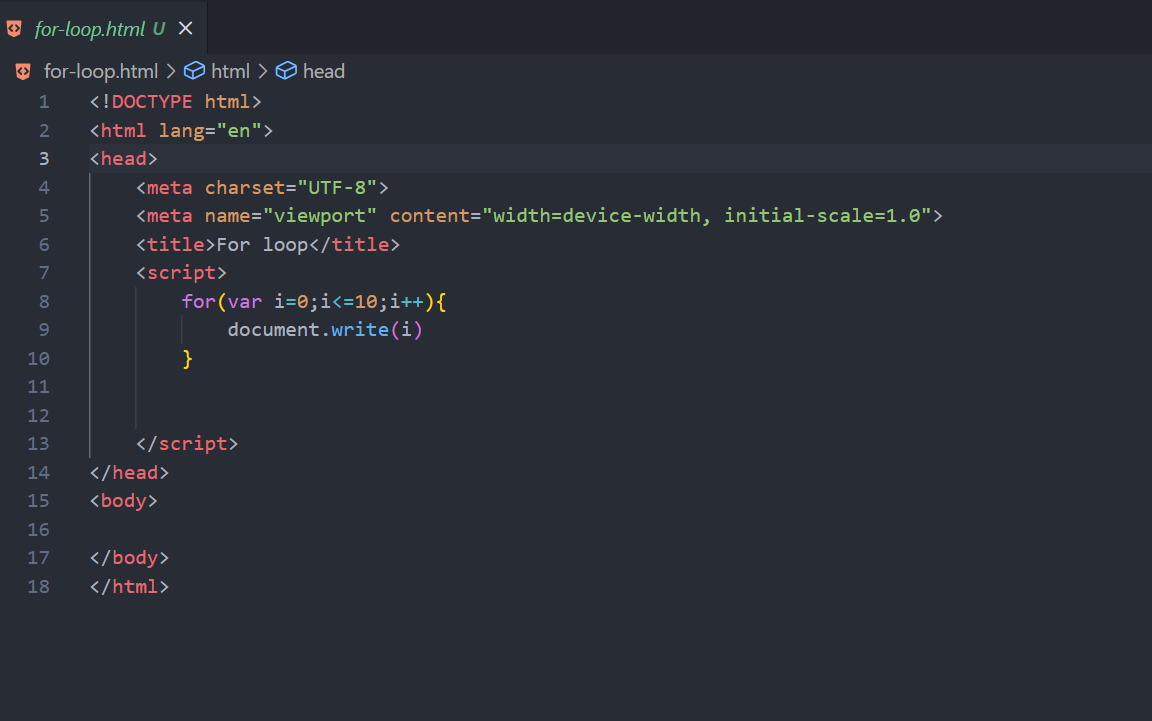 for-loop.html U
for-loop.html > html > head
1 <!DOCTYPE html>
2 <html lang="en">
3 <head>
4     <meta charset="UTF-8">
5     <meta name="viewport" content="width=device-width, initial-scale=1.0">
6     <title>For loop</title>
7     <script>
8         for(var i=0;i<=10;i++){
9             document.write(i)
10         }
11
12
13     </script>
14 </head>
15 <body>
16
17 </body>
18 </html>